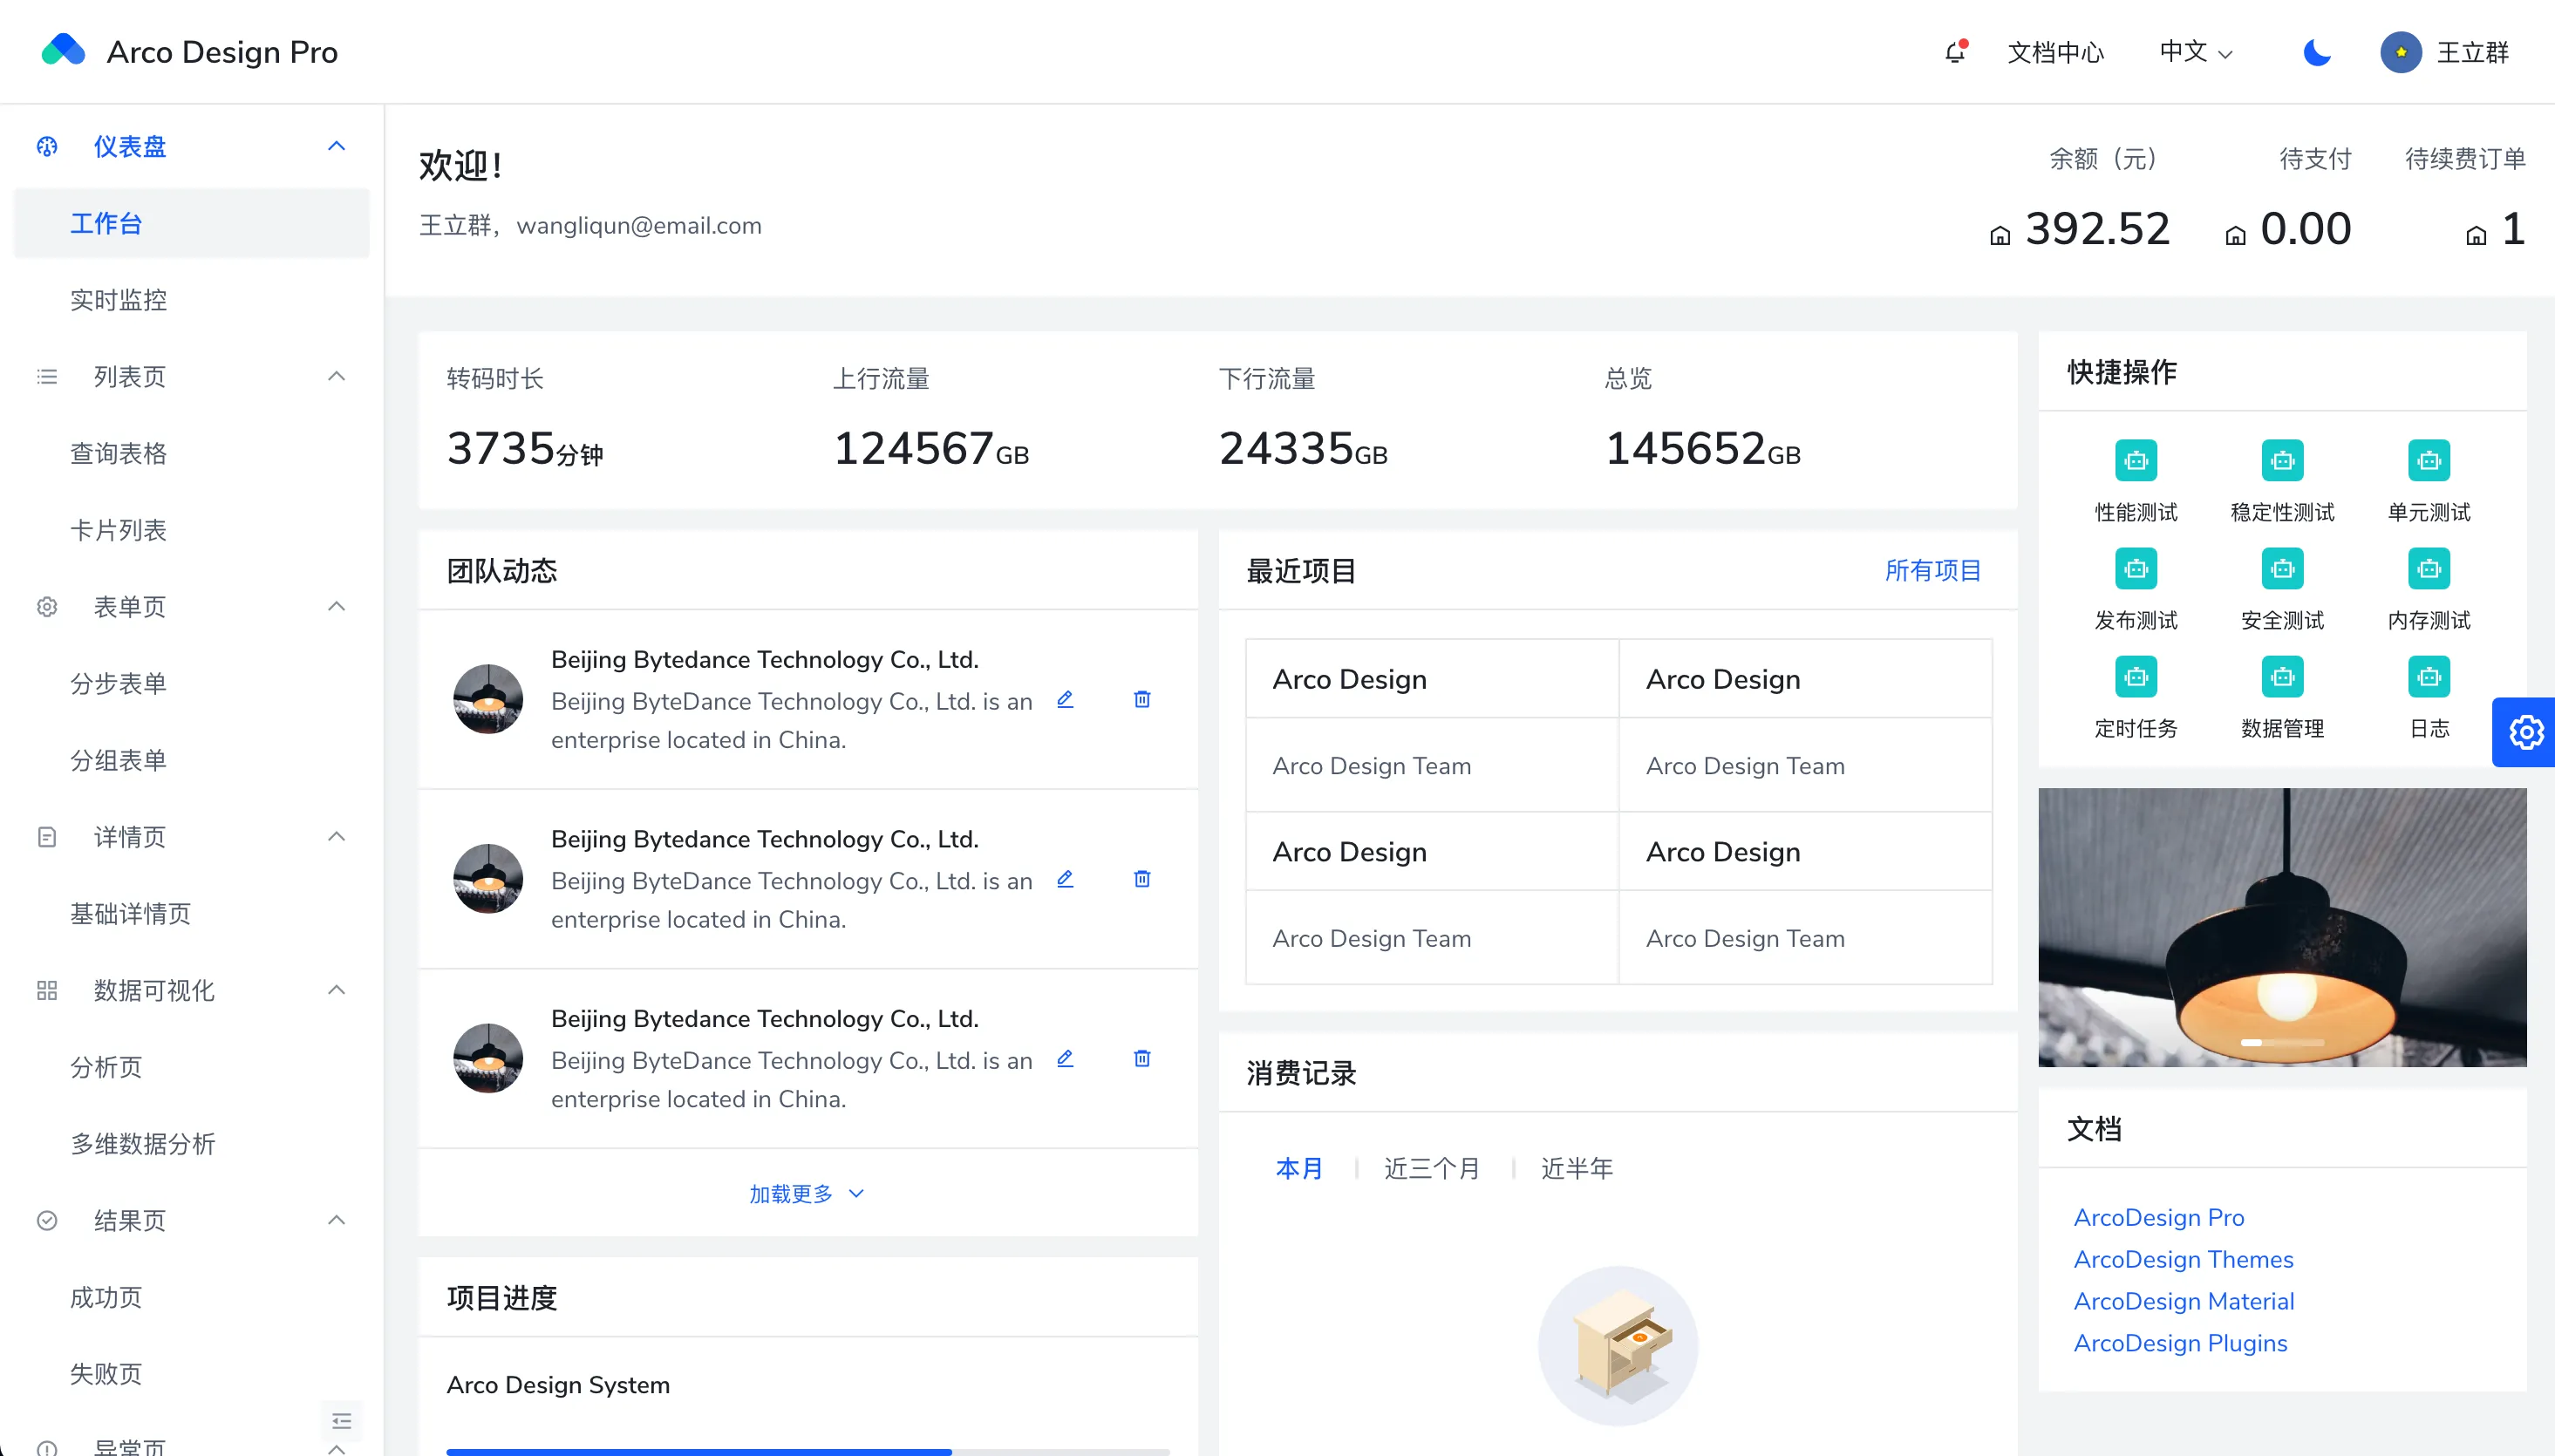 Arco Design Pro
文档中心
中文
王立群
仪表盘
工作台
实时监控
列表页
查询表格
卡片列表
表单页
分步表单
分组表单
详情页
基础详情页
数据可视化
分析页
多维数据分析
结果页
成功页
失败页
异常页
欢迎!
王立群，wangliqun@email.com
余额（元）
392.52
待支付
0.00
待续费订单
1
转码时长
3735分钟
上行流量
124567GB
下行流量
24335GB
总览
145652GB
团队动态
Beijing Bytedance Technology Co., Ltd.
Beijing ByteDance Technology Co., Ltd. is an
enterprise located in China.
Beijing Bytedance Technology Co., Ltd.
Beijing ByteDance Technology Co., Ltd. is an
enterprise located in China.
Beijing Bytedance Technology Co., Ltd.
Beijing ByteDance Technology Co., Ltd. is an
enterprise located in China.
加载更多
项目进度
Arco Design System
最近项目
所有项目
Arco Design
Arco Design
Arco Design Team
Arco Design Team
Arco Design
Arco Design
Arco Design Team
Arco Design Team
消费记录
本月
近三个月
近半年
快捷操作
性能测试
稳定性测试
单元测试
发布测试
安全测试
内存测试
定时任务
数据管理
日志
文档
ArcoDesign Pro
ArcoDesign Themes
ArcoDesign Material
ArcoDesign Plugins